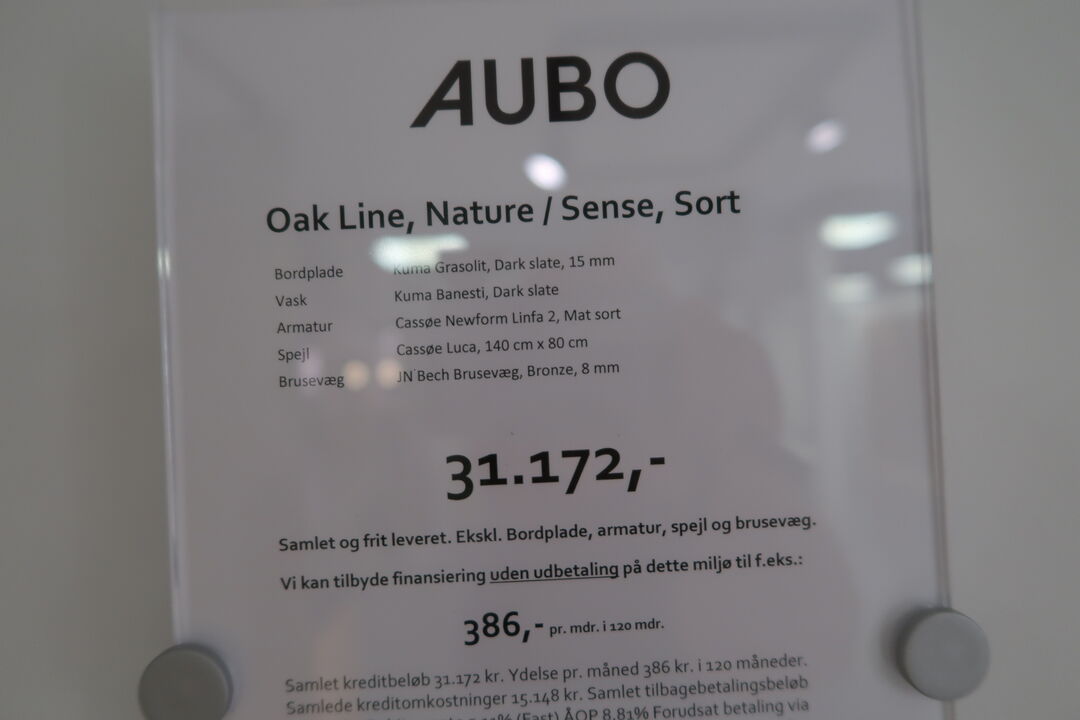 AUBO
Oak Line, Nature / Sense, Sort
Bordplade Kuma Grasolit, Dark slate, 15 mm
Vask Kuma Banesti, Dark slate
Armatur Cassøe Newform Linfa 2, Mat sort
Spejl Cassøe Luca, 140 cm x 80 cm
Brusevæg JN Bech Brusevæg, Bronze, 8 mm
31.172,-
Samlet og frit leveret. Ekskl. Bordplade, armatur, spejl og brusevæg.
Vi kan tilbyde finansiering uden udbetaling på dette miljø til f.eks.:
386,- pr. mdr. i 120 mdr.
Samlet kreditbeløb 31.172 kr. Ydelse pr. måned 386 kr. i 120 måneder.
Samlede kreditomkostninger 15.148 kr. Samlet tilbagebetalingsbeløb
(Fast) ÅOP 8,81% Forudsat betaling via